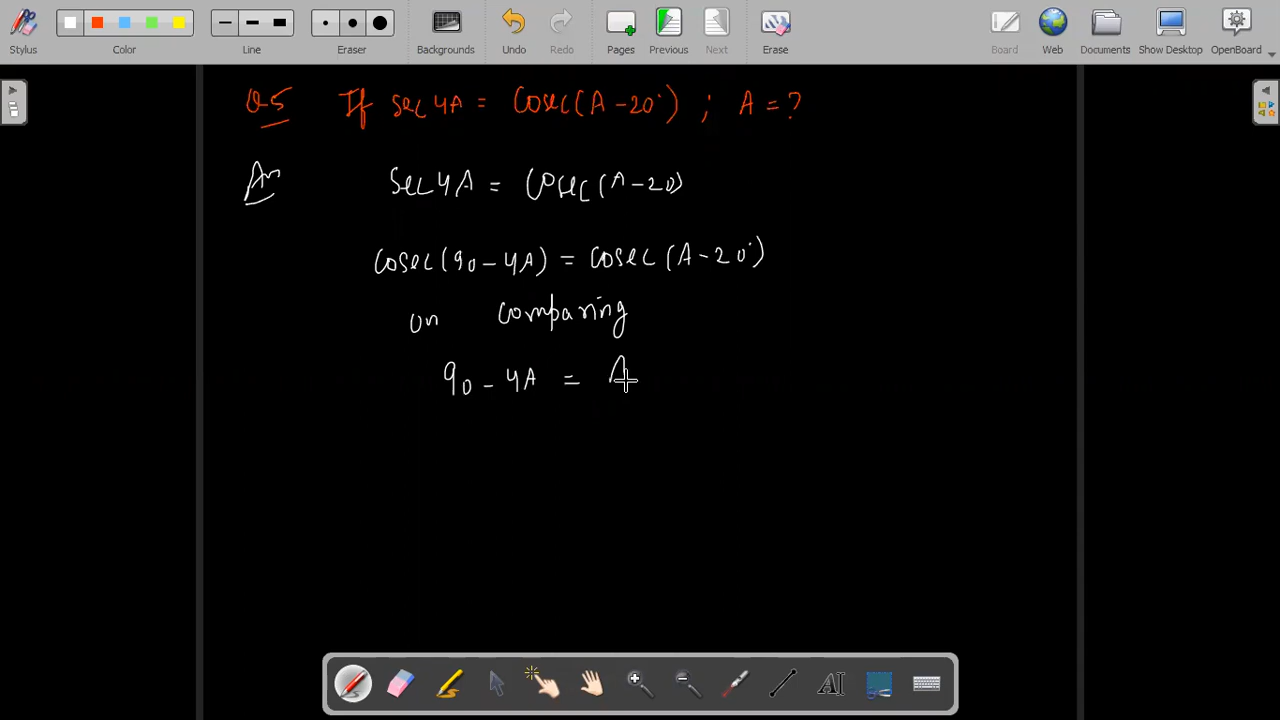 Stylus
Color
Line
Eraser
Backgrounds
Undo
Redo
Pages
Previous
Next
Erase
Board
Web
Documents
Show Desktop
OpenBoard
Q5 If sec 4A = Cosec(A-20°) ; A = ?
An Sec 4A = Cosec(A-20)
cosec(90-4A) = cosec(A-20°)
on comparing
90-4A = A